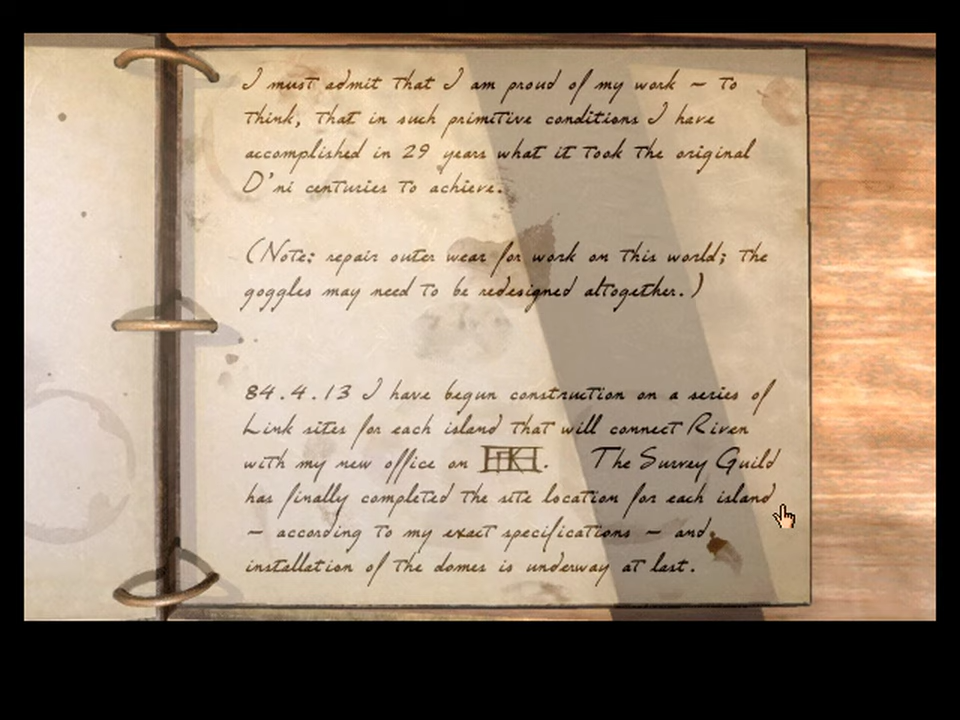 I must admit that I am proud of my work – to
think, that in such primitive conditions I have
accomplished in 29 years what it took the original
D'ni centuries to achieve.
(Note: repair outer wear for work on this world; the
goggles may need to be redesigned altogether.)
84.4.13 I have begun construction on a series of
Link sites for each island that will connect Riven
with my new office on . The Survey Guild
has finally completed the site location for each island
– according to my exact specifications – and
installation of the domes is underway at last.